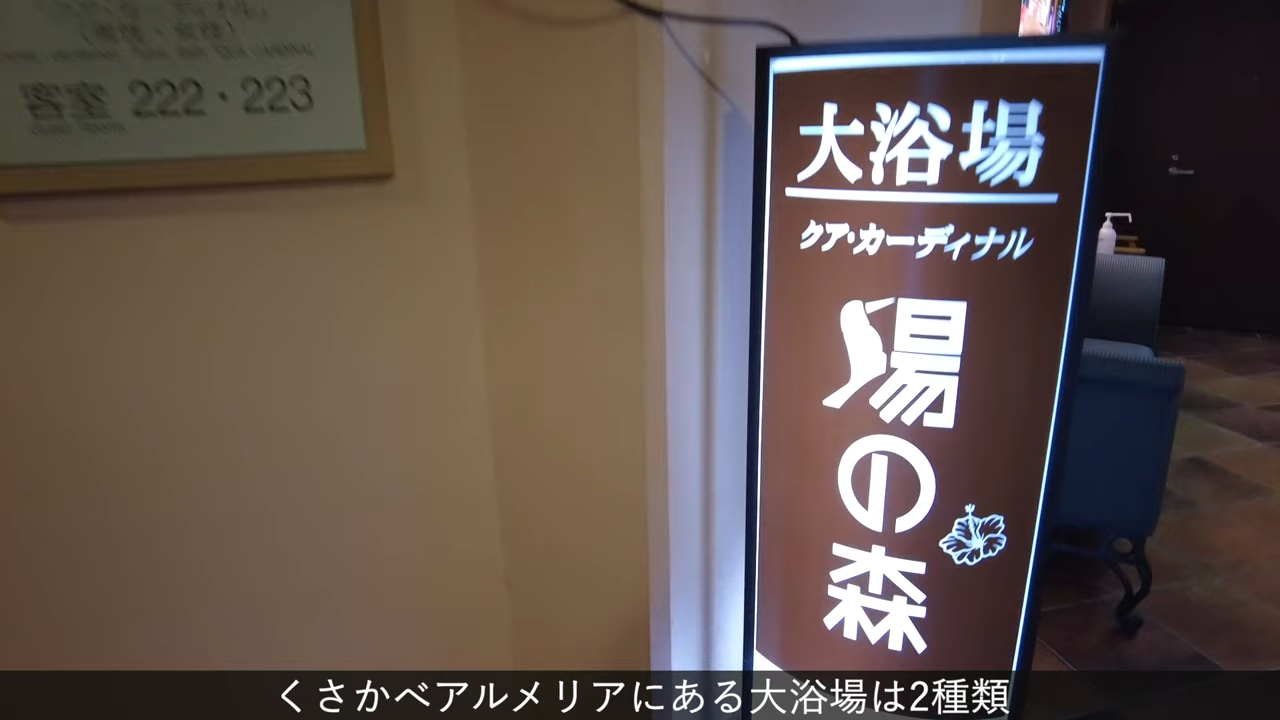 客室 222・223
大浴場
クア・カーディナル
湯の森
くさかべアルメリアにある大浴場は2種類